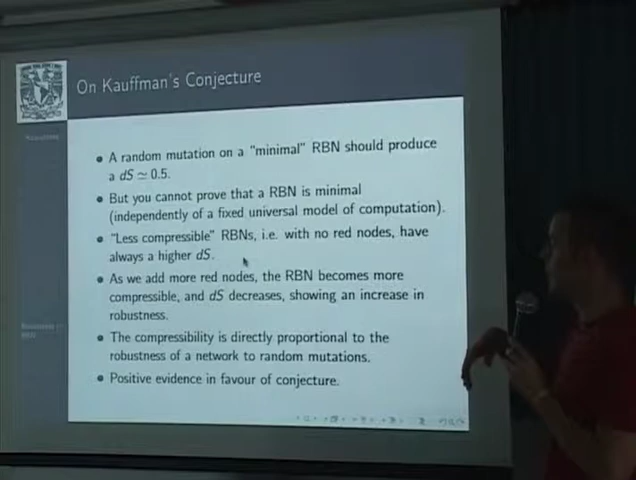 On Kauffman's Conjecture
A random mutation on a "minimal" RBN should produce
a dS ≃ 0.5.
But you cannot prove that a RBN is minimal
(independently of a fixed universal model of computation).
"Less compressible" RBNs, i.e. with no red nodes, have
always a higher dS.
As we add more red nodes, the RBN becomes more
compressible, and dS decreases, showing an increase in
robustness.
The compressibility is directly proportional to the
robustness of a network to random mutations.
Positive evidence in favour of conjecture.